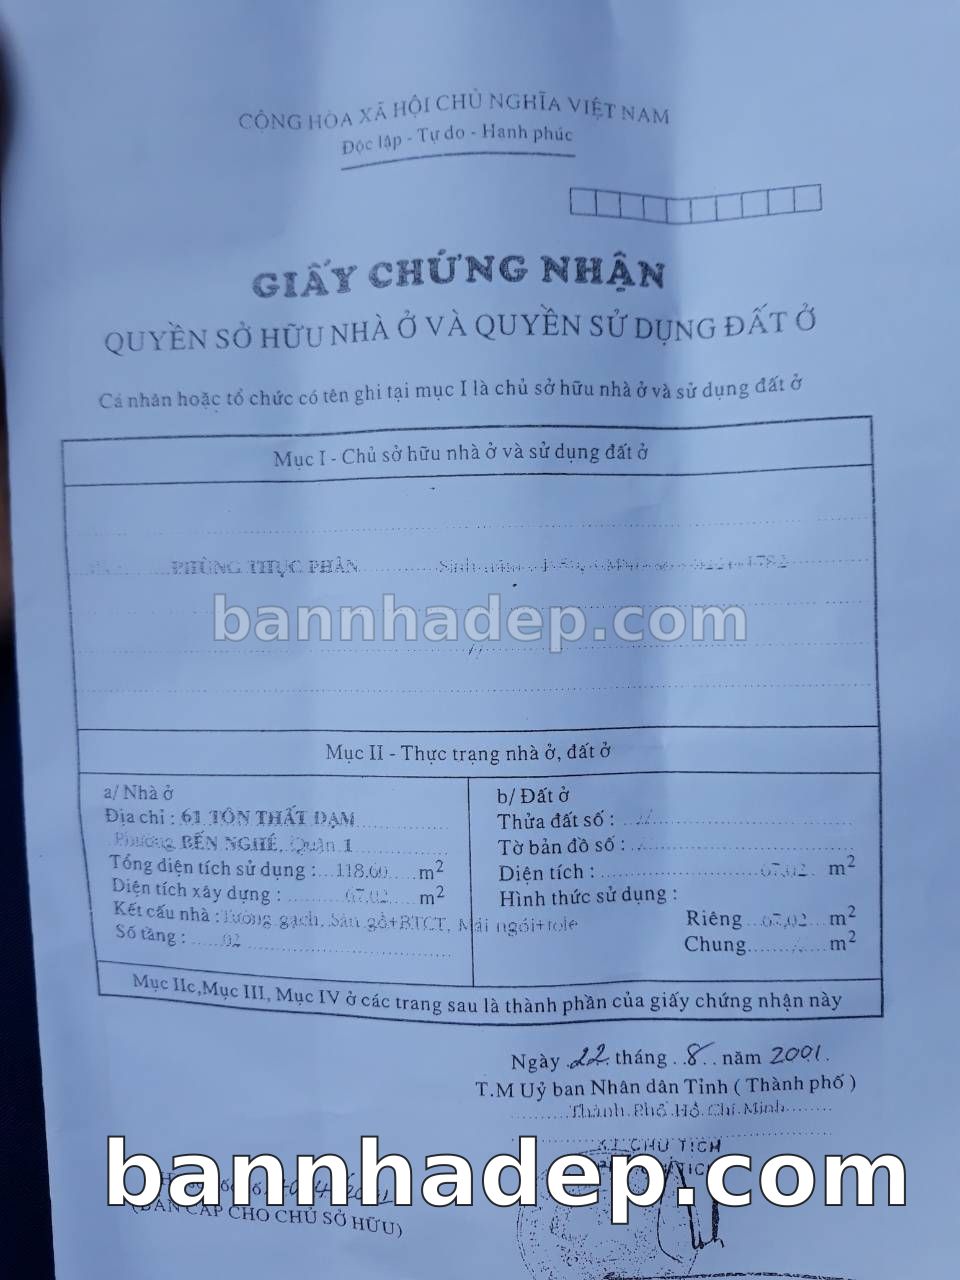 CỘNG HÒA XÃ HỘI CHỦ NGHĨA VIỆT NAM
Độc lập - Tự do - Hạnh phúc
GIẤY CHỨNG NHẬN
QUYỀN SỞ HỮU NHÀ Ở VÀ QUYỀN SỬ DỤNG ĐẤT Ở
Cá nhân hoặc tổ chức có tên ghi tại mục I là chủ sở hữu nhà ở và sử dụng đất ở
Mục I - Chủ sở hữu nhà ở và sử dụng đất ở
PHÙNG THỤC PHÂN
bannhadep.com
Mục II - Thực trạng nhà ở, đất ở
a/ Nhà ở
Địa chỉ : 61 TÔN THẤT ĐẠM
Phường BẾN NGHÉ, Quận 1
Tổng diện tích sử dụng : 118,60 m2
Diện tích xây dựng : 67,02 m2
Kết cấu nhà : Tường gạch, Sàn gỗ+BTCT, Mái ngói+tole
Số tầng : 02
b/ Đất ở
Thửa đất số : //
Tờ bản đồ số : /
Diện tích : 67,02 m2
Hình thức sử dụng :
Riêng 67,02 m2
Chung / m2
Mục IIc, Mục III, Mục IV ở các trang sau là thành phần của giấy chứng nhận này
Ngày 22 tháng 8 năm 2001.
T.M Uỷ ban Nhân dân Tỉnh ( Thành phố )
Thành Phố Hồ Chí Minh
KT CHỦ TỊCH
bannhadep.com
(BẢN CẤP CHO CHỦ SỞ HỮU)